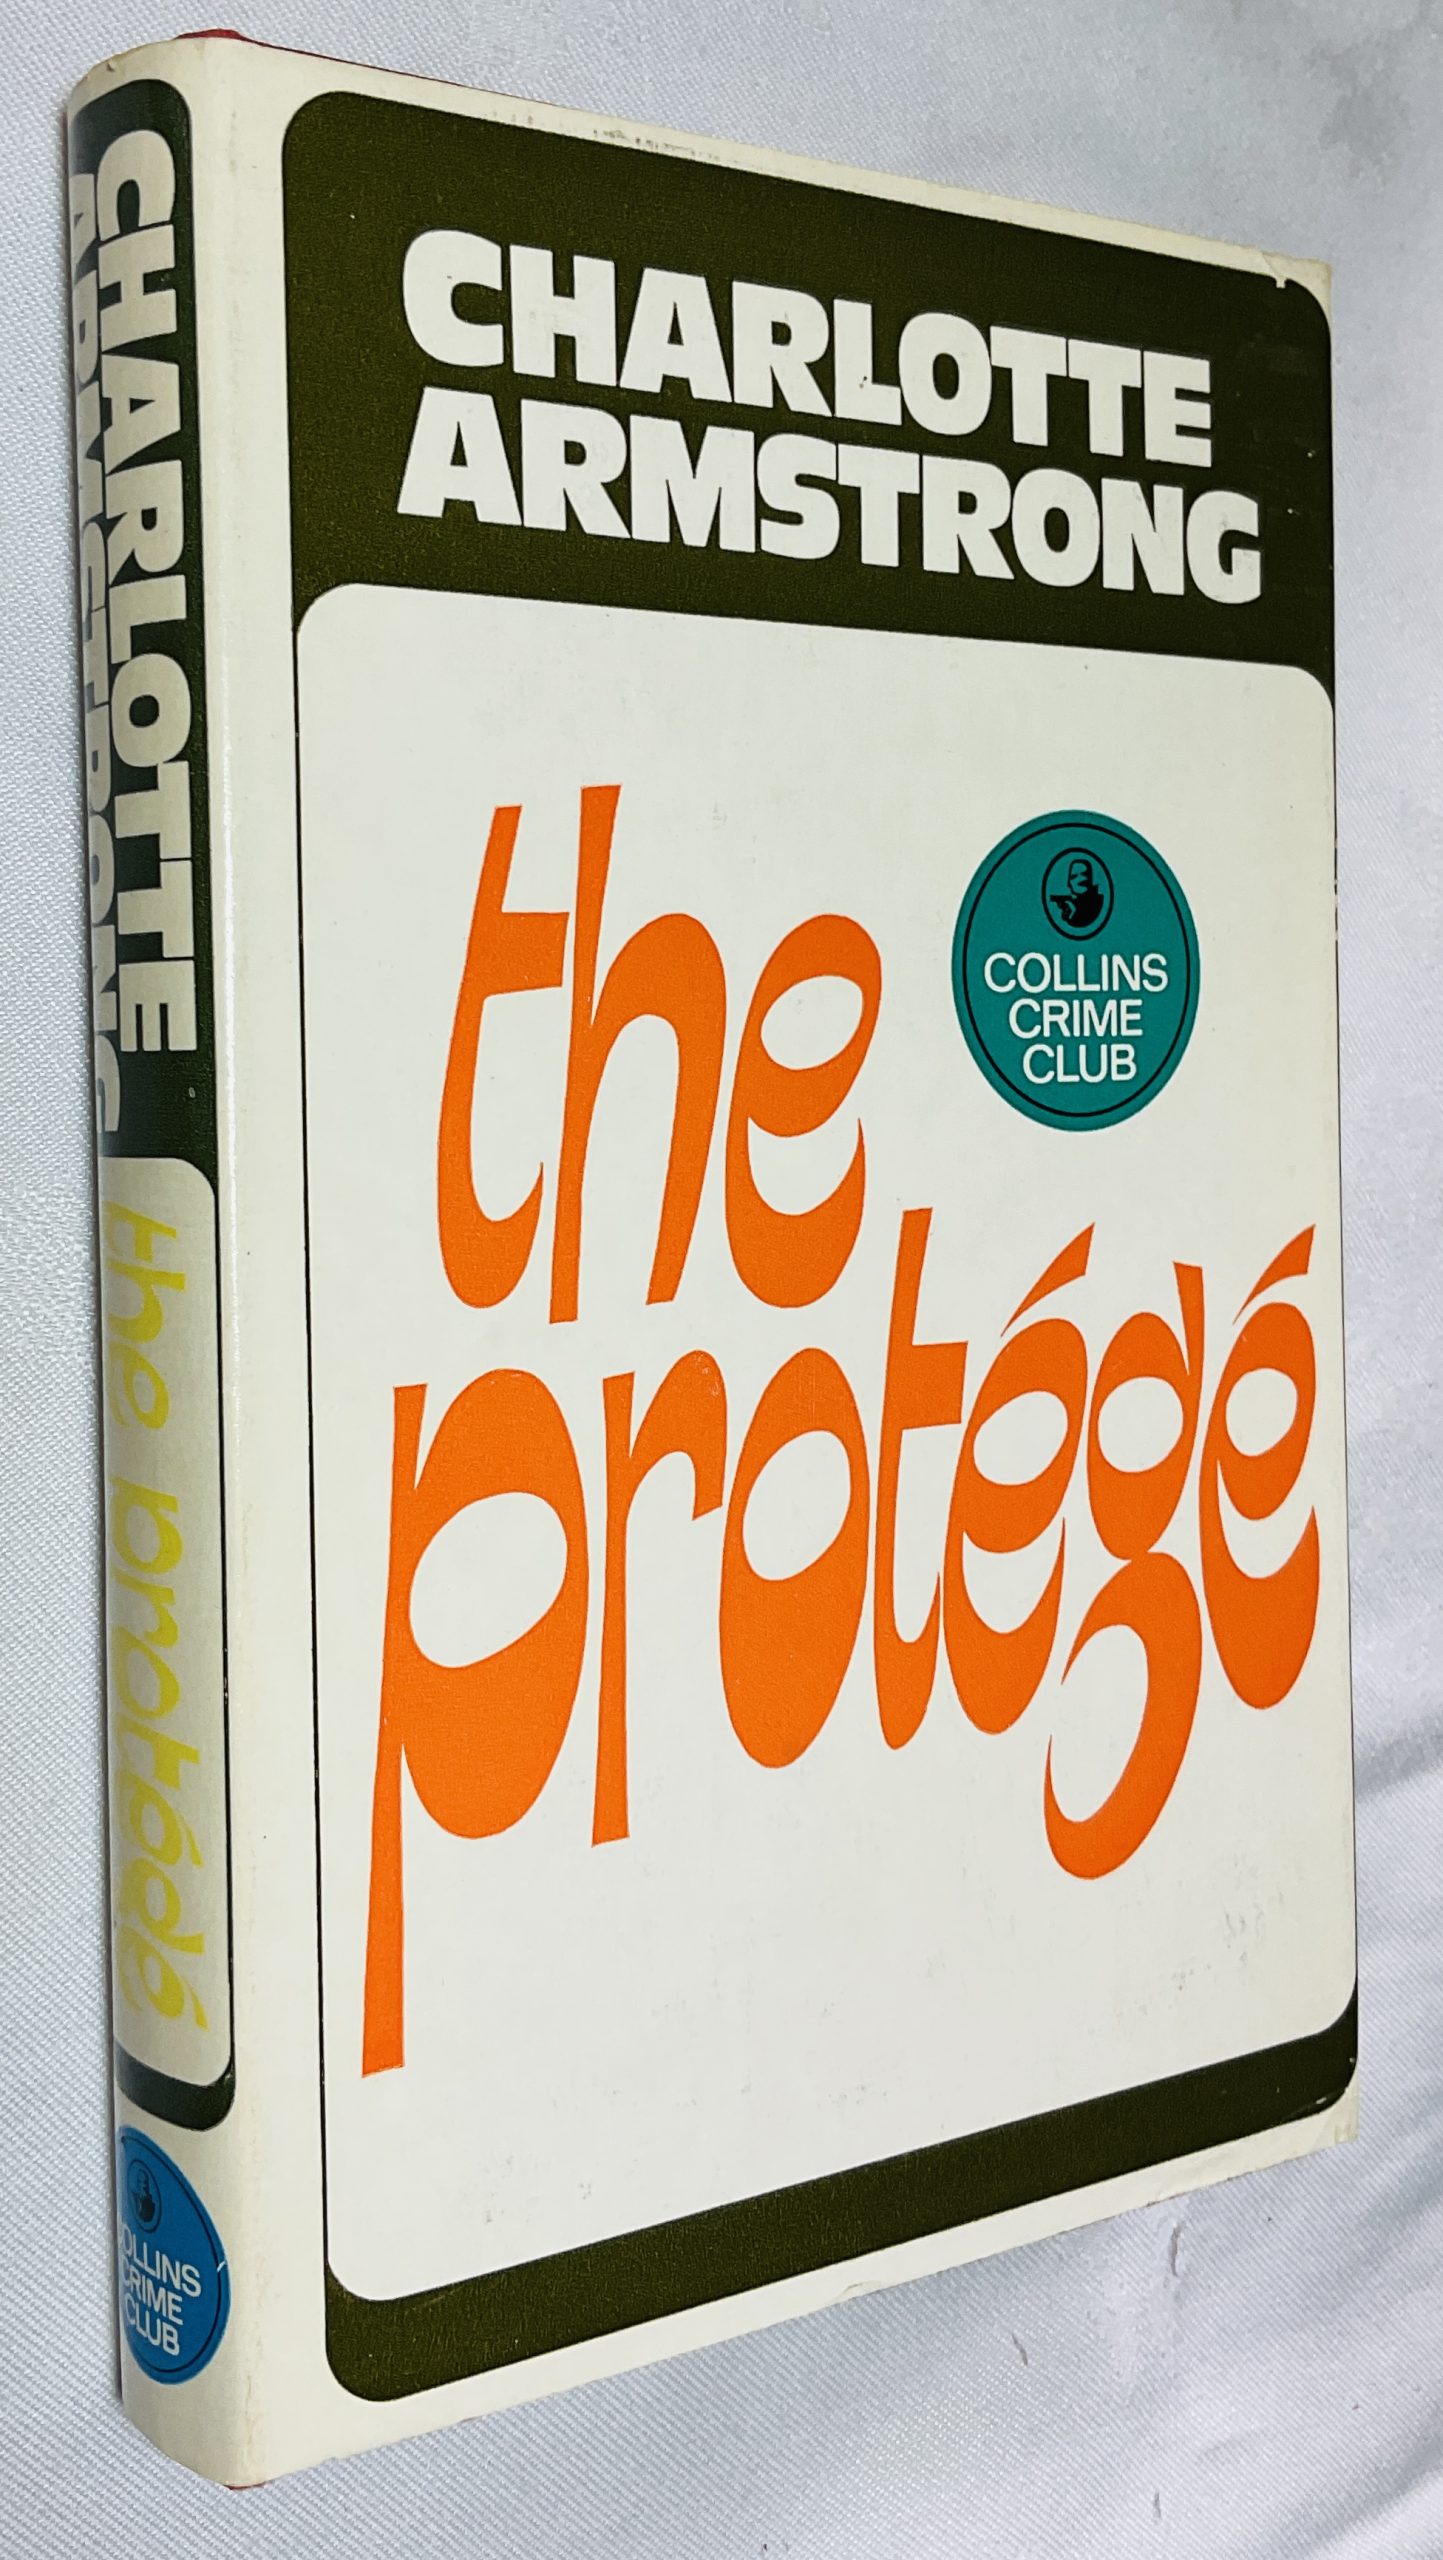 CHARLOTTE
ARMSTRONG
the
protégé
COLLINS
CRIME
CLUB
CHARLOTTE
ARMSTRONG
the protégé
COLLINS
CRIME
CLUB